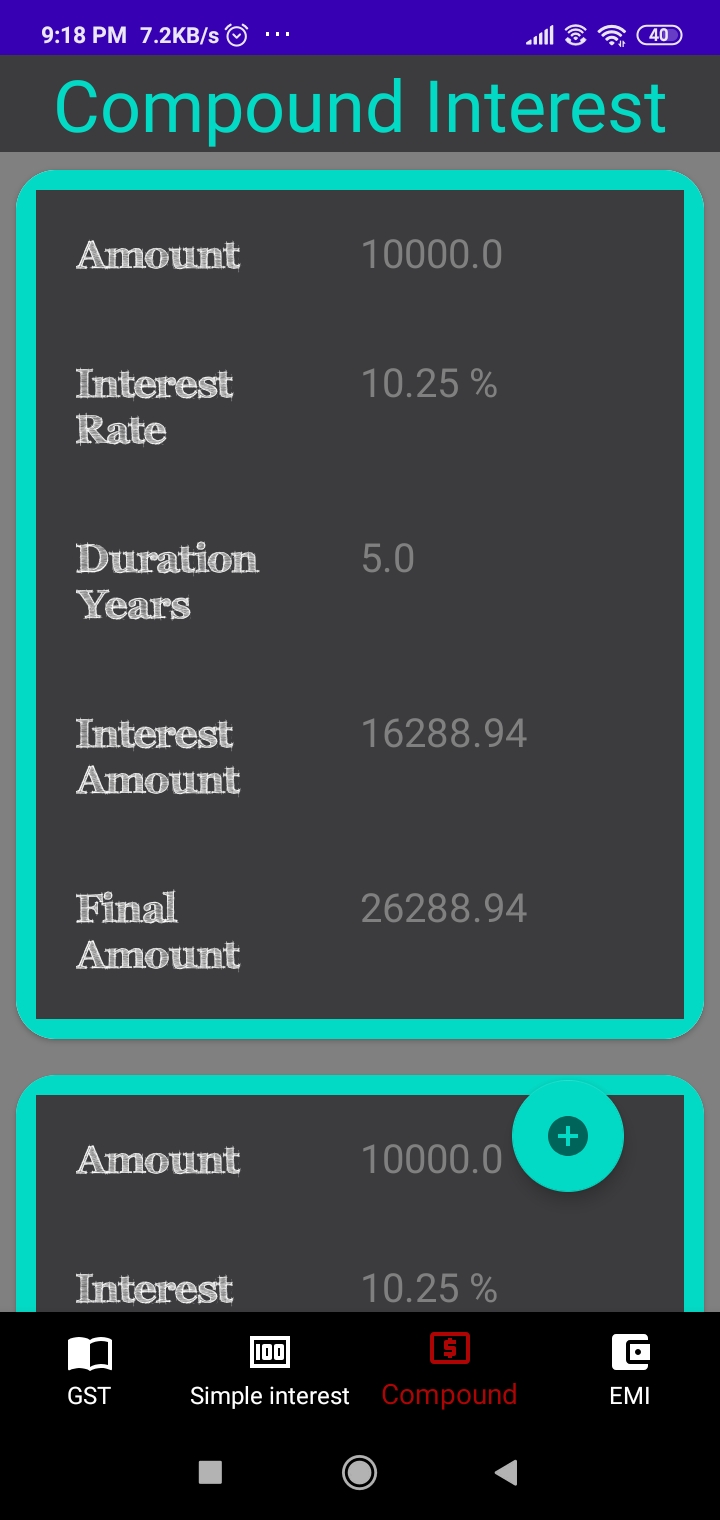 9:18 PM 7.2KB/s ... 40
Compound Interest
Amount 10000.0
Interest 10.25 %
Rate
Duration 5.0
Years
Interest 16288.94
Amount
Final 26288.94
Amount
Amount 10000.0
Interest 10.25 %
100 $
GST Simple interest Compound EMI